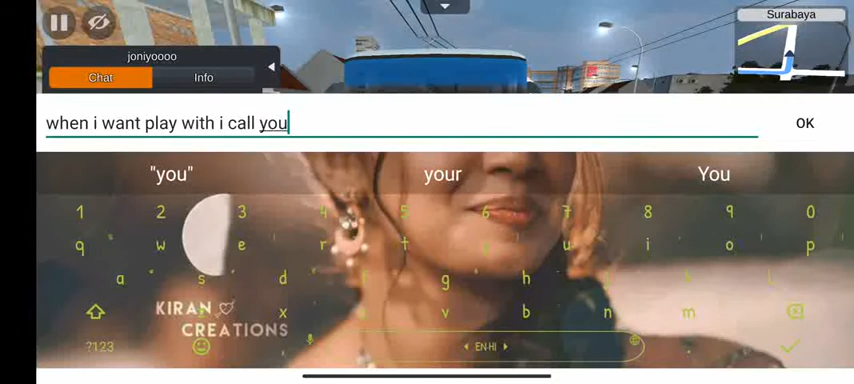 Surabaya
joniyoooo
Chat Info
when i want play with i call you
OK
"you" your You
1 2 3 4 5 6 7 8 9 0
q w e r t y u i o p
a s d f g h j k l
z x c v b n m
KIRAN
CREATIONS
?123 EN·HI